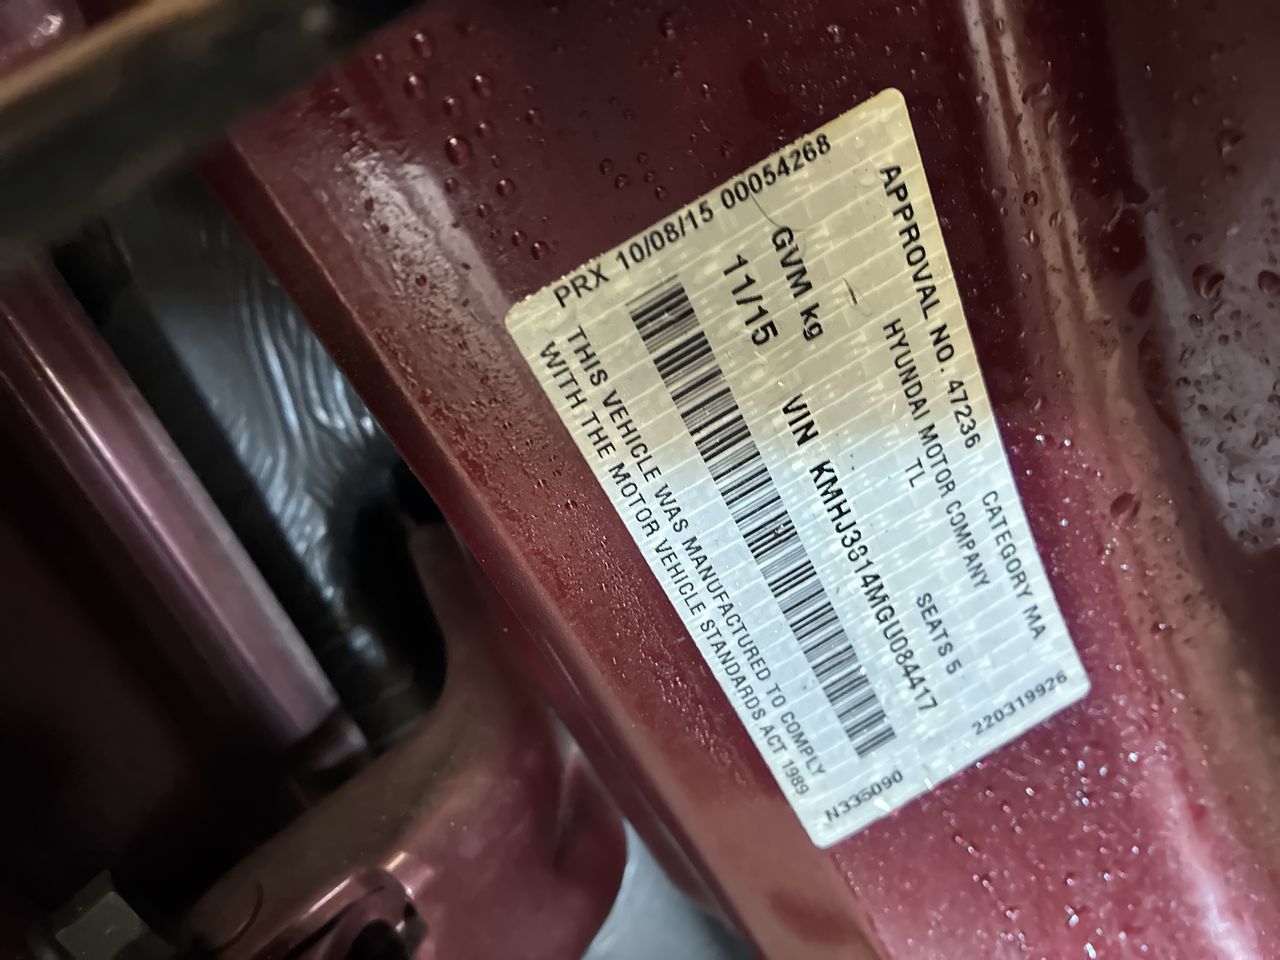 APPROVAL NO. 47236 CATEGORY MA
HYUNDAI MOTOR COMPANY
TL SEATS 5
GVM kg
11/15 VIN KMHJ3814MGU084417
THIS VEHICLE WAS MANUFACTURED TO COMPLY
WITH THE MOTOR VEHICLE STANDARDS ACT 1989
PRX 10/08/15 00054268
220319926
N335090